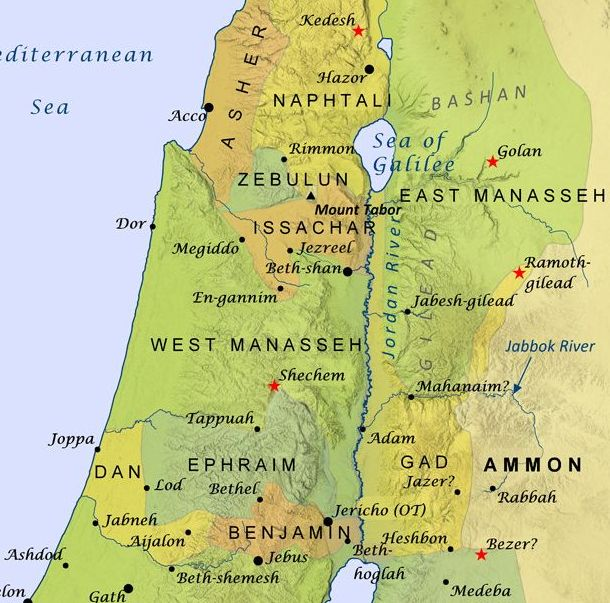 Kedesh
ASHER
editerranean
Sea
Hazor
NAPHTALI
BASHAN
Acco
Sea of
Galilee
Rimmon
Golan
ZEBULUN
Mount Tabor
EAST MANASSEH
Dor
ISSACHAR
Megiddo
Jezreel
Beth-shan
Jordan River
GILEAD
Ramoth-
gilead
En-gannim
Jabesh-gilead
WEST MANASSEH
Jabbok River
Shechem
Mahanaim?
Tappuah
Joppa
Adam
DAN
EPHRAIM
GAD
AMMON
Lod
Bethel
Jazer?
Rabbah
Jericho (OT)
Jabneh
Aijalon
BENJAMIN
Heshbon
Bezer?
Ashdod
Jebus
Beth-
hoglah
Beth-shemesh
Medeba
elon
Gath